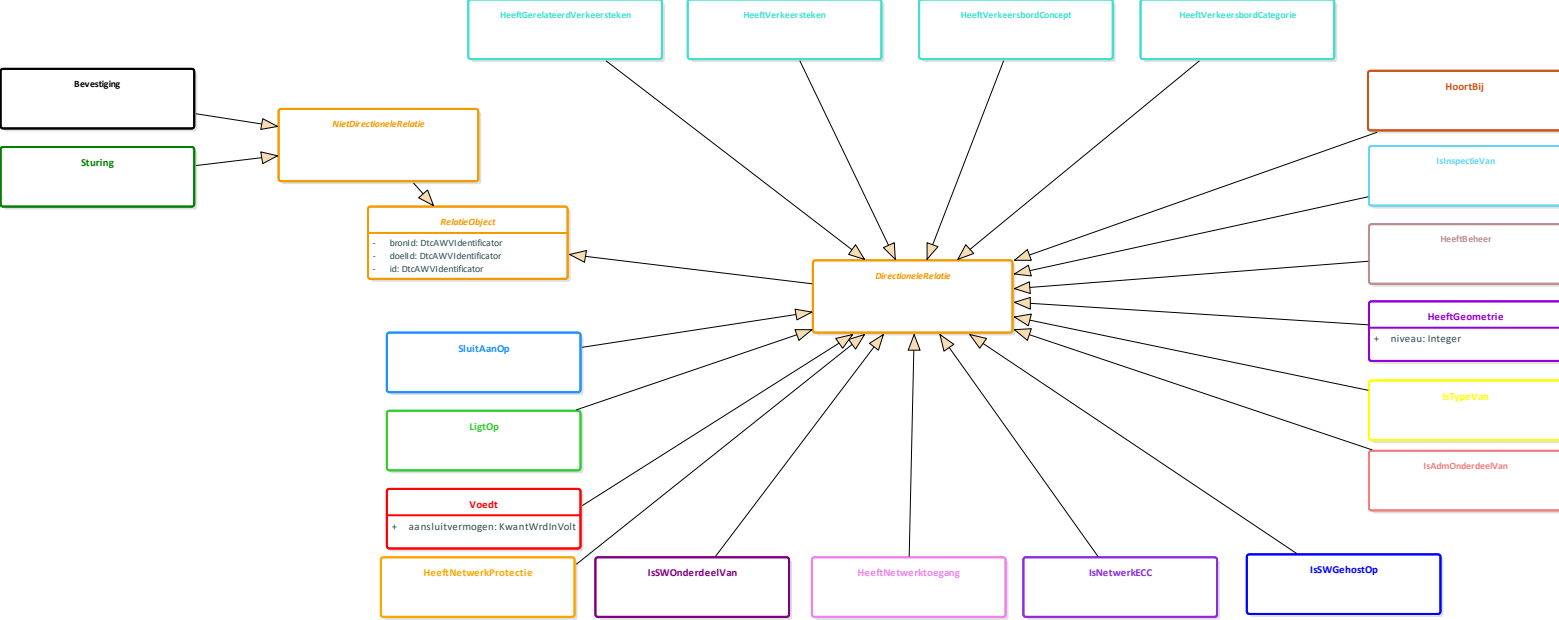 HeeftGerelateerdVerkeersteken
HeeftVerkeersteken
HeeftVerkeersbordConcept
HeeftVerkeersbordCategorie
Bevestiging
HoortBij
NietDirectioneleRelatie
Sturing
IsInspectieVan
RelatieObject
- bronId: DtcAWVIdentificator
- doelId: DtcAWVIdentificator
- id: DtcAWVIdentificator
HeeftBeheer
DirectioneleRelatie
HeeftGeometrie
+ niveau: Integer
SluitAanOp
IsTypeVan
LigtOp
IsAdmOnderdeelVan
Voedt
+ aansluitvermogen: KwantWrdInVolt
HeeftNetwerkProtectie
IsSWOnderdeelVan
HeeftNetwerktoegang
IsNetwerkECC
IsSWGehostOp